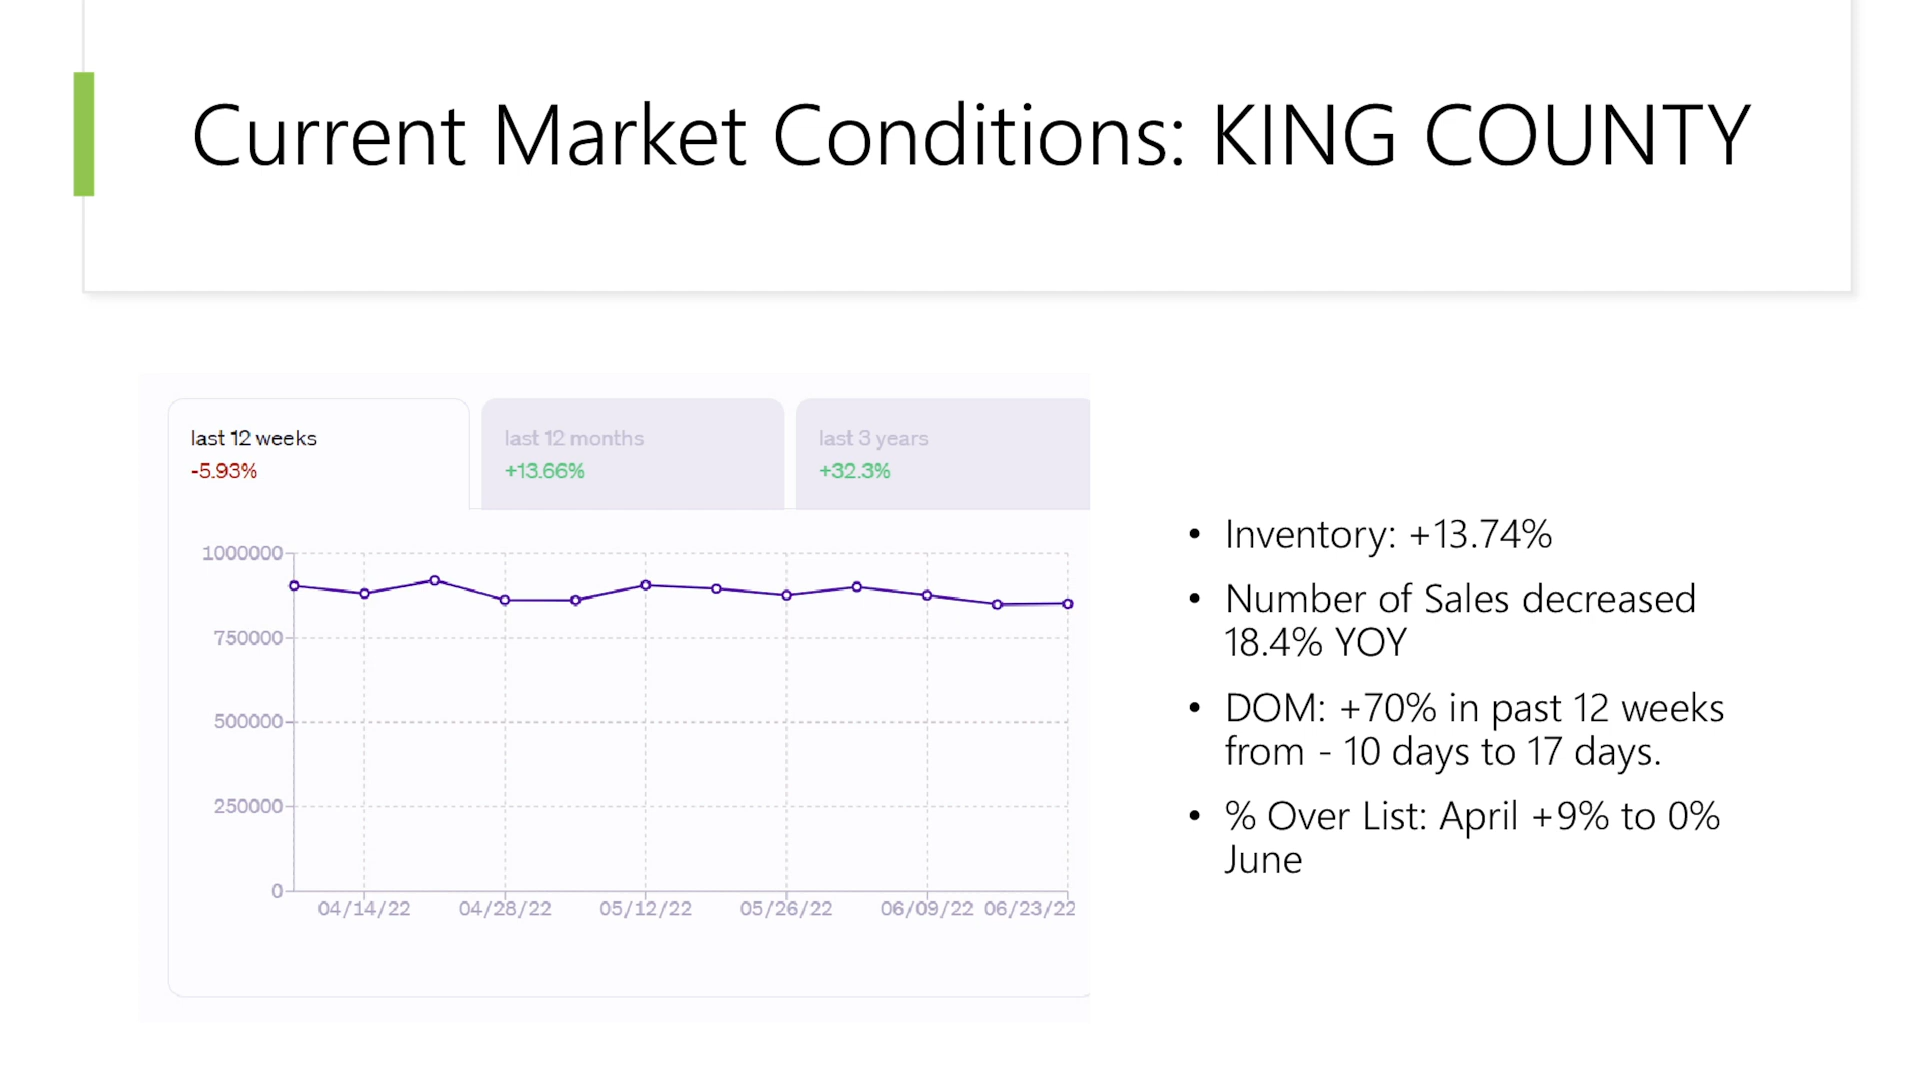 Current Market Conditions: KING COUNTY
last 12 weeks
-5.93%
last 12 months
+13.66%
last 3 years
+32.3%
1000000
750000
500000
250000
0
04/14/22
04/28/22
05/12/22
05/26/22
06/09/22
06/23/22
• Inventory: +13.74%
• Number of Sales decreased
18.4% YOY
• DOM: +70% in past 12 weeks
from - 10 days to 17 days.
• % Over List: April +9% to 0%
June